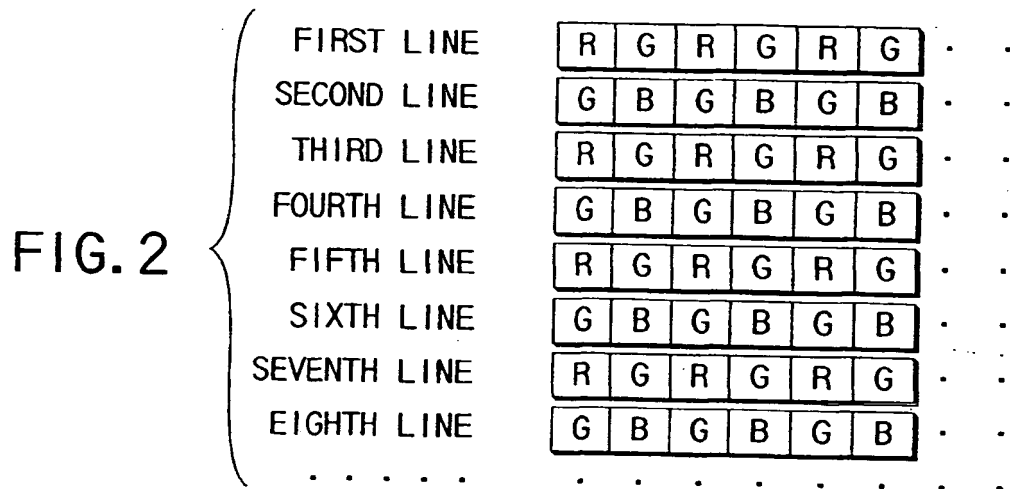 FIRST LINE R G R G R G . .
SECOND LINE G B G B G B . .
THIRD LINE R G R G R G . .
FOURTH LINE G B G B G B . .
FIG. 2 FIFTH LINE R G R G R G . .
SIXTH LINE G B G B G B . .
SEVENTH LINE R G R G R G . .
EIGHTH LINE G B G B G B . .
. . . . . . . . . . . . .